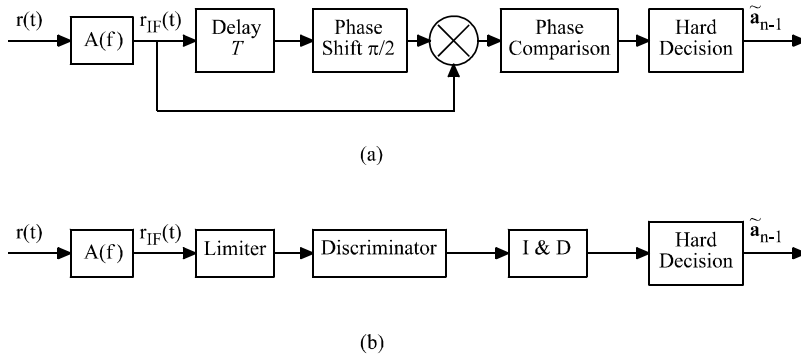 r(t)
A(f)
r_IF(t)
Delay
T
Phase
Shift π/2
Phase
Comparison
Hard
Decision
ã_n-1
(a)
r(t)
A(f)
r_IF(t)
Limiter
Discriminator
I & D
Hard
Decision
ã_n-1
(b)